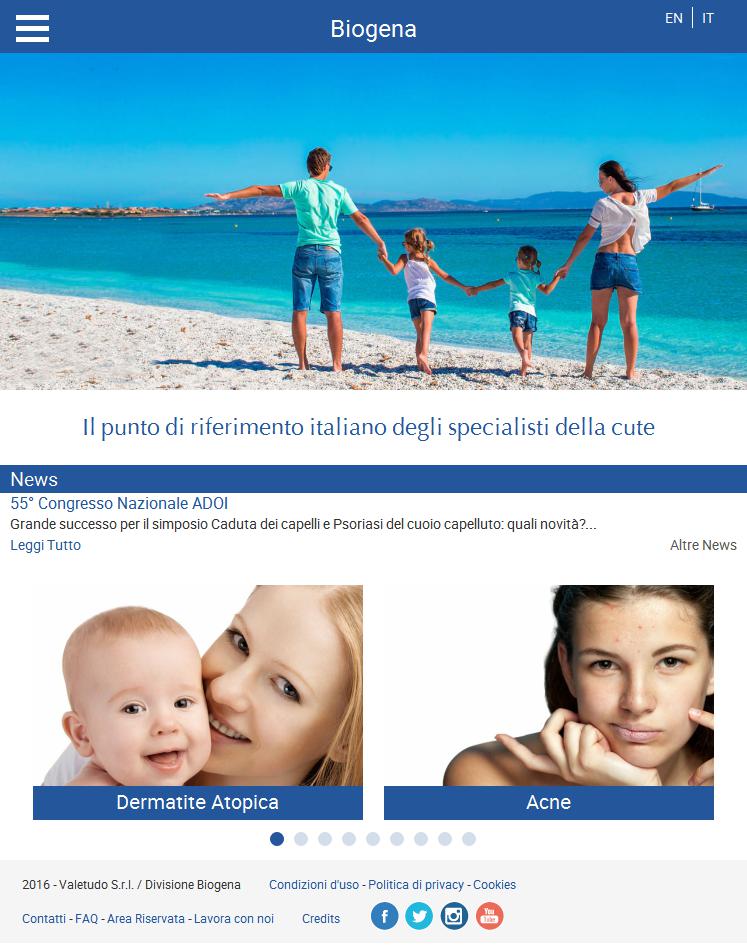 Biogena
EN | IT
Il punto di riferimento italiano degli specialisti della cute
News
55° Congresso Nazionale ADOI
Grande successo per il simposio Caduta dei capelli e Psoriasi del cuoio capelluto: quali novità?...
Leggi Tutto
Altre News
Dermatite Atopica
Acne
2016 - Valetudo S.r.l. / Divisione Biogena
Condizioni d'uso - Politica di privacy - Cookies
Contatti - FAQ - Area Riservata - Lavora con noi
Credits
You
Tube